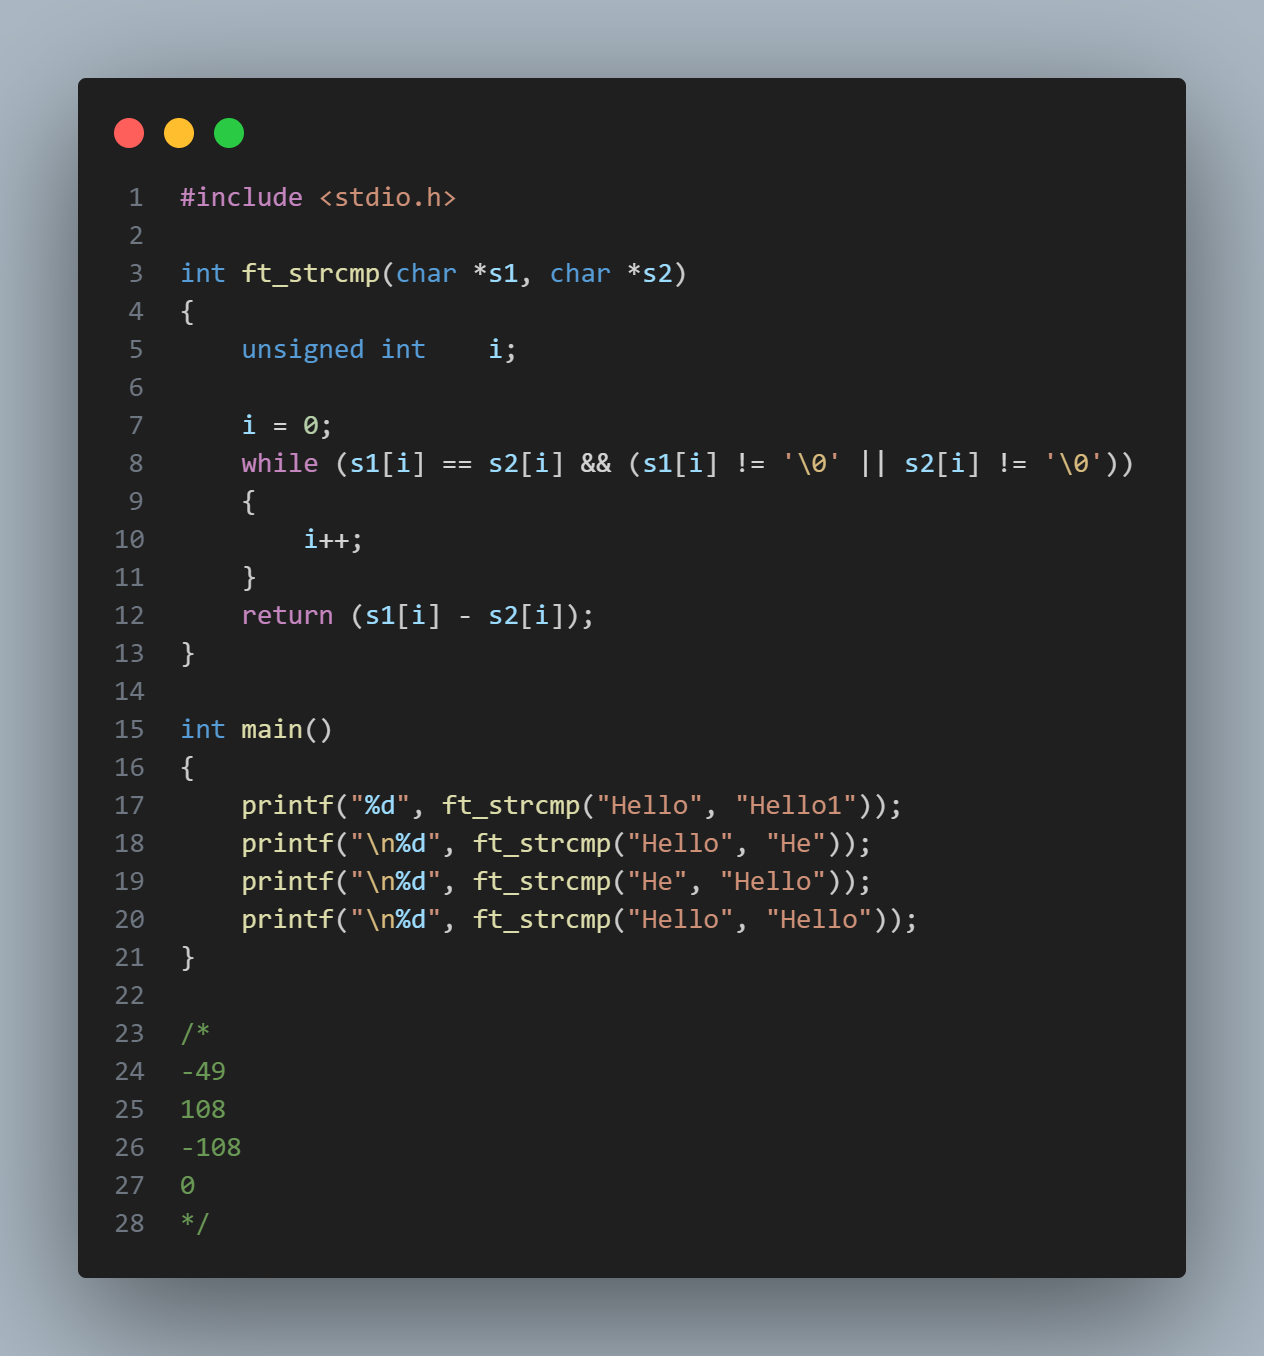 1 #include <stdio.h>
2
3 int ft_strcmp(char *s1, char *s2)
4 {
5     unsigned int    i;
6
7     i = 0;
8     while (s1[i] == s2[i] && (s1[i] != '\0' || s2[i] != '\0'))
9     {
10         i++;
11     }
12     return (s1[i] - s2[i]);
13 }
14
15 int main()
16 {
17     printf("%d", ft_strcmp("Hello", "Hello1"));
18     printf("\n%d", ft_strcmp("Hello", "He"));
19     printf("\n%d", ft_strcmp("He", "Hello"));
20     printf("\n%d", ft_strcmp("Hello", "Hello"));
21 }
22
23 /*
24 -49
25 108
26 -108
27 0
28 */